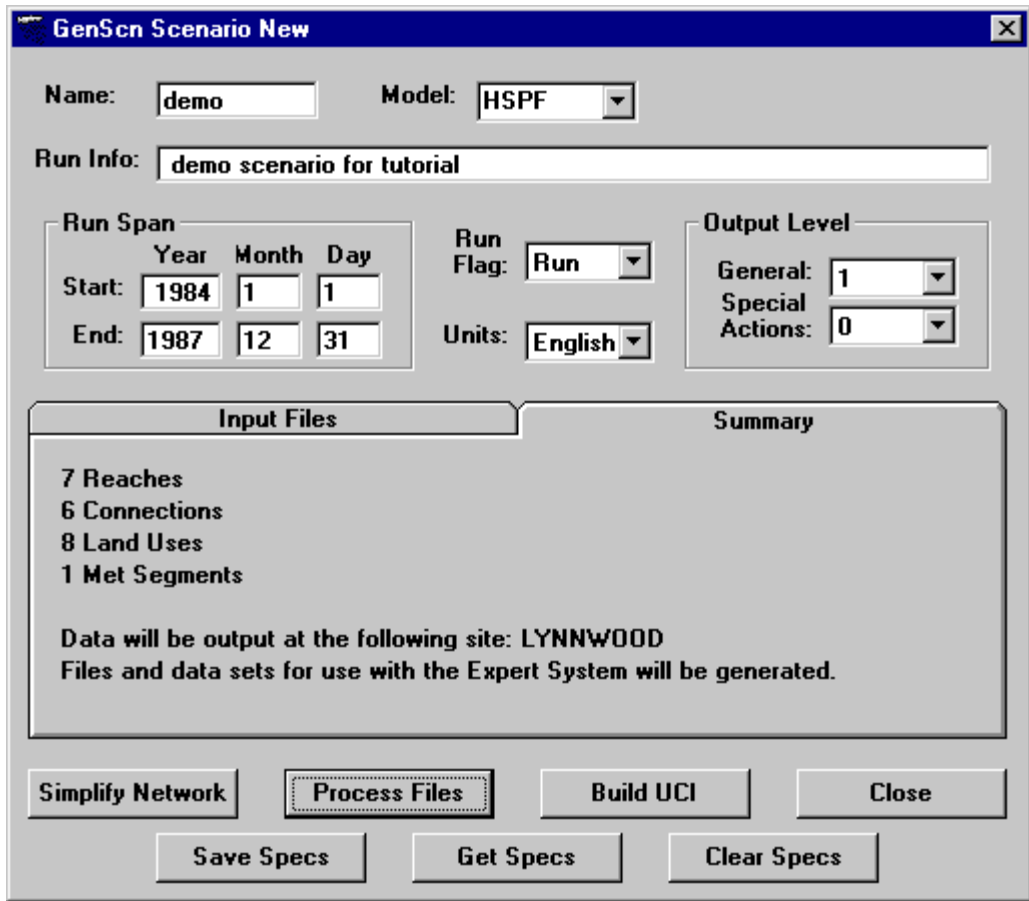 GenScn Scenario New
Name: demo Model: HSPF
Run Info: demo scenario for tutorial
Run Span
Year Month Day
Start: 1984 1 1
End: 1987 12 31
Run Flag: Run
Units: English
Output Level
General: 1
Special Actions: 0
Input Files Summary
7 Reaches
6 Connections
8 Land Uses
1 Met Segments
Data will be output at the following site: LYNNWOOD
Files and data sets for use with the Expert System will be generated.
Simplify Network Process Files Build UCI Close
Save Specs Get Specs Clear Specs